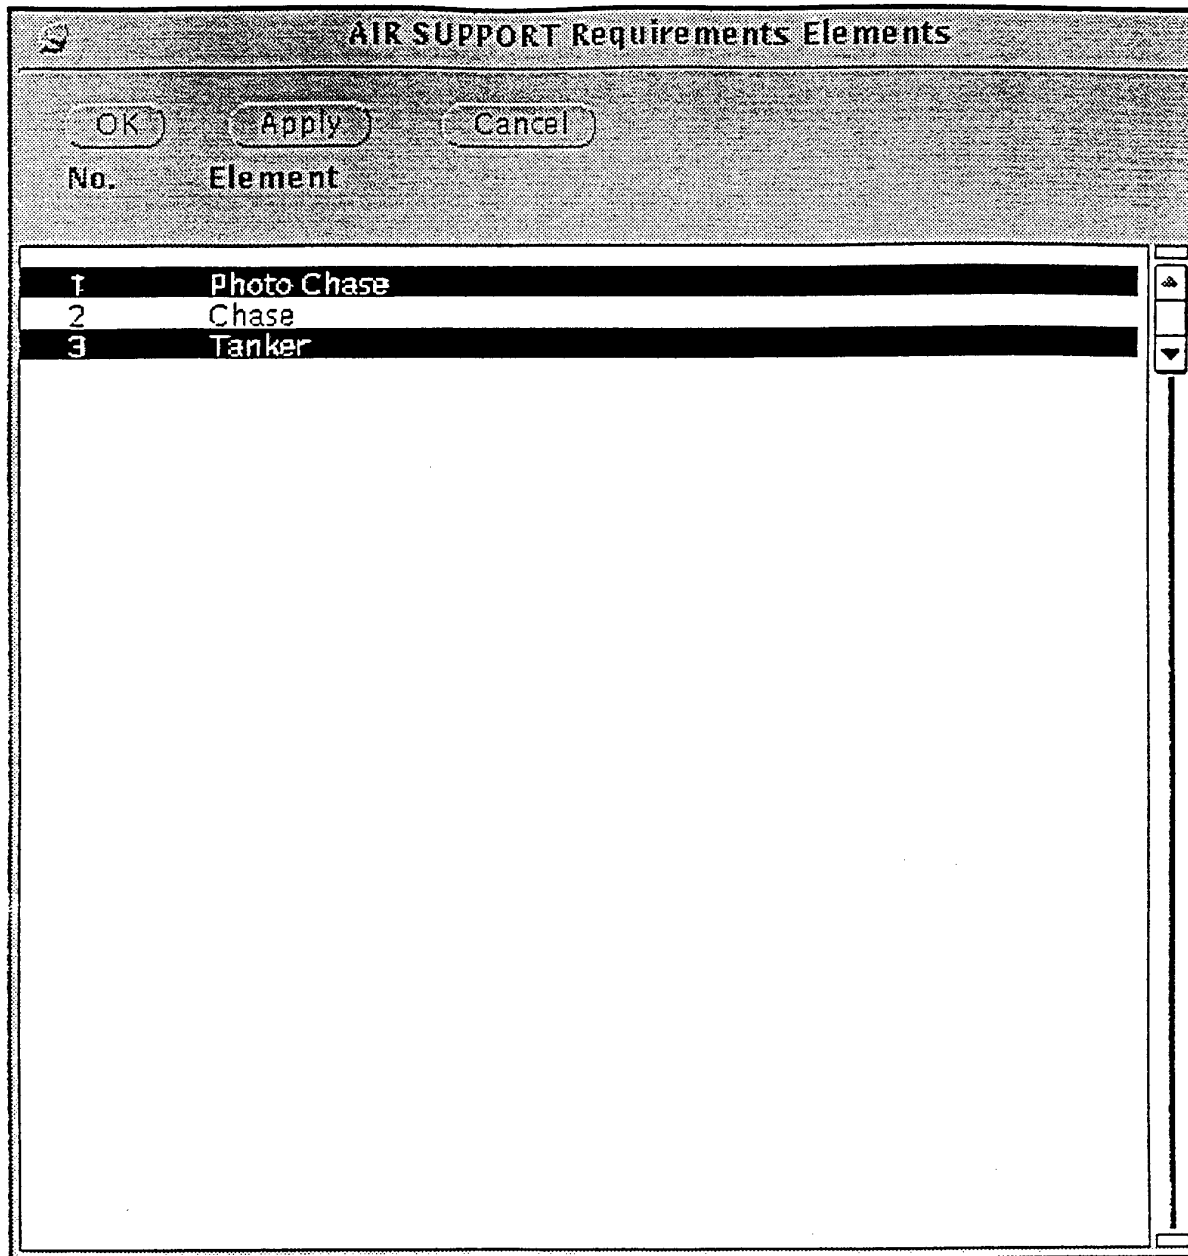 AIR SUPPORT Requirements Elements
OK Apply Cancel
No. Element
1 Photo Chase
2 Chase
3 Tanker